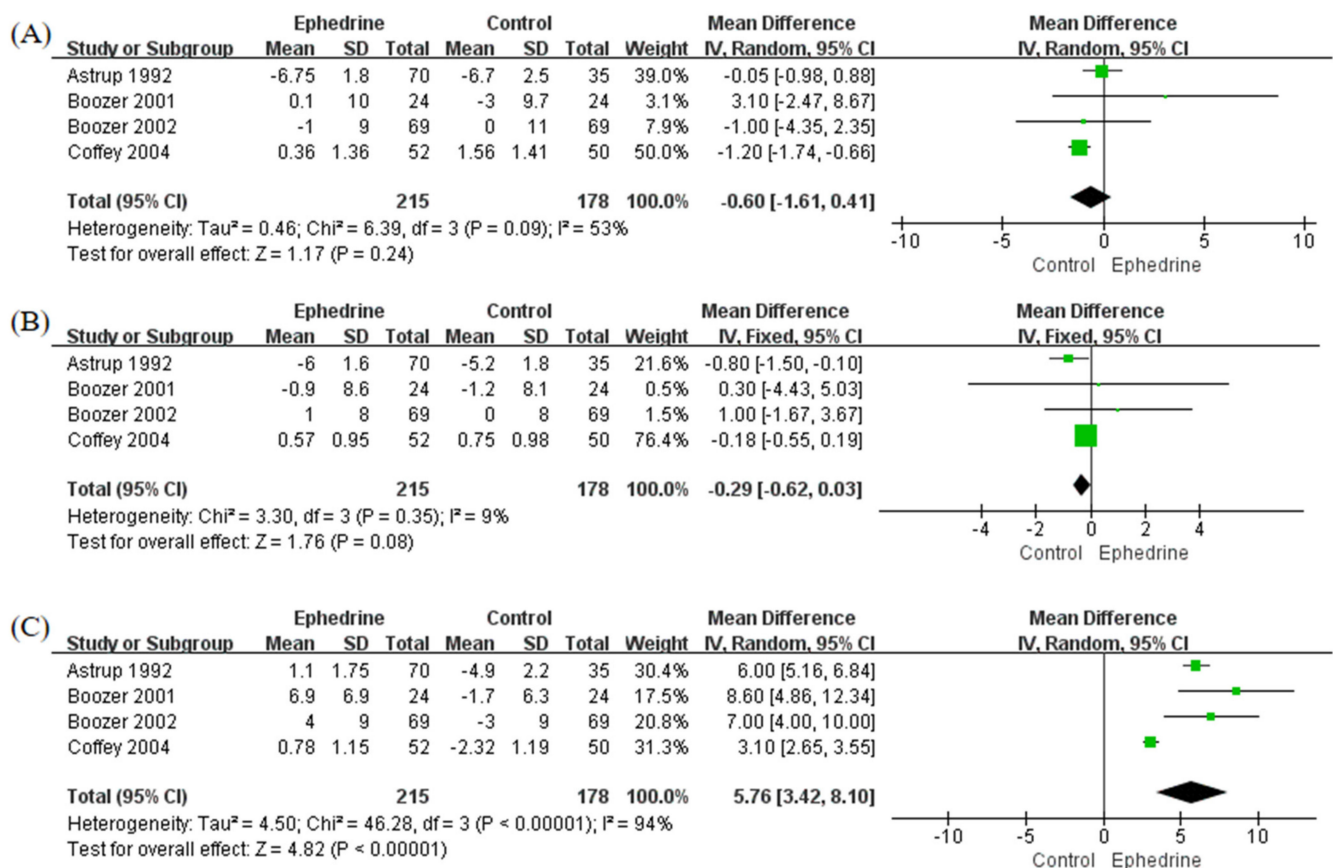 (A) Ephedrine Control Mean Difference Mean Difference
Study or Subgroup Mean SD Total Mean SD Total Weight IV, Random, 95% CI IV, Random, 95% CI
Astrup 1992 -6.75 1.8 70 -6.7 2.5 35 39.0% -0.05 [-0.98, 0.88]
Boozer 2001 0.1 10 24 -3 9.7 24 3.1% 3.10 [-2.47, 8.67]
Boozer 2002 -1 9 69 0 11 69 7.9% -1.00 [-4.35, 2.35]
Coffey 2004 0.36 1.36 52 1.56 1.41 50 50.0% -1.20 [-1.74, -0.66]
Total (95% CI) 215 178 100.0% -0.60 [-1.61, 0.41]
Heterogeneity: Tau² = 0.46; Chi² = 6.39, df = 3 (P = 0.09); I² = 53%
Test for overall effect: Z = 1.17 (P = 0.24)
-10 -5 0 5 10
Control Ephedrine
(B) Ephedrine Control Mean Difference Mean Difference
Study or Subgroup Mean SD Total Mean SD Total Weight IV, Fixed, 95% CI IV, Fixed, 95% CI
Astrup 1992 -6 1.6 70 -5.2 1.8 35 21.6% -0.80 [-1.50, -0.10]
Boozer 2001 -0.9 8.6 24 -1.2 8.1 24 0.5% 0.30 [-4.43, 5.03]
Boozer 2002 1 8 69 0 8 69 1.5% 1.00 [-1.67, 3.67]
Coffey 2004 0.57 0.95 52 0.75 0.98 50 76.4% -0.18 [-0.55, 0.19]
Total (95% CI) 215 178 100.0% -0.29 [-0.62, 0.03]
Heterogeneity: Chi² = 3.30, df = 3 (P = 0.35); I² = 9%
Test for overall effect: Z = 1.76 (P = 0.08)
-4 -2 0 2 4
Control Ephedrine
(C) Ephedrine Control Mean Difference Mean Difference
Study or Subgroup Mean SD Total Mean SD Total Weight IV, Random, 95% CI IV, Random, 95% CI
Astrup 1992 1.1 1.75 70 -4.9 2.2 35 30.4% 6.00 [5.16, 6.84]
Boozer 2001 6.9 6.9 24 -1.7 6.3 24 17.5% 8.60 [4.86, 12.34]
Boozer 2002 4 9 69 -3 9 69 20.8% 7.00 [4.00, 10.00]
Coffey 2004 0.78 1.15 52 -2.32 1.19 50 31.3% 3.10 [2.65, 3.55]
Total (95% CI) 215 178 100.0% 5.76 [3.42, 8.10]
Heterogeneity: Tau² = 4.50; Chi² = 46.28, df = 3 (P < 0.00001); I² = 94%
Test for overall effect: Z = 4.82 (P < 0.00001)
-10 -5 0 5 10
Control Ephedrine